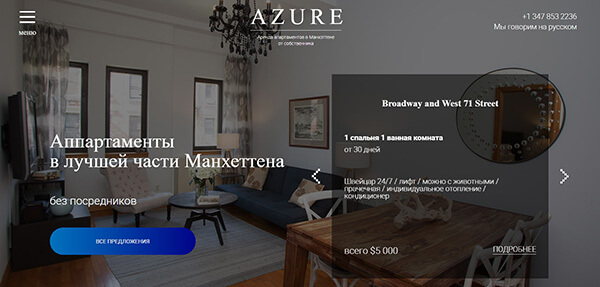 меню
AZURE
Аренда апартаментов в Манхеттене
от собственника
+1 347 853 2236
Мы говорим на русском
Аппартаменты
в лучшей части Манхеттена
без посредников
ВСЕ ПРЕДЛОЖЕНИЯ
Broadway and West 71 Street
1 спальня 1 ванная комната
от 30 дней
Швейцар 24/7 / лифт / можно с животными /
прачечная / индивидуальное отопление /
кондиционер
всего $5 000
ПОДРОБНЕЕ